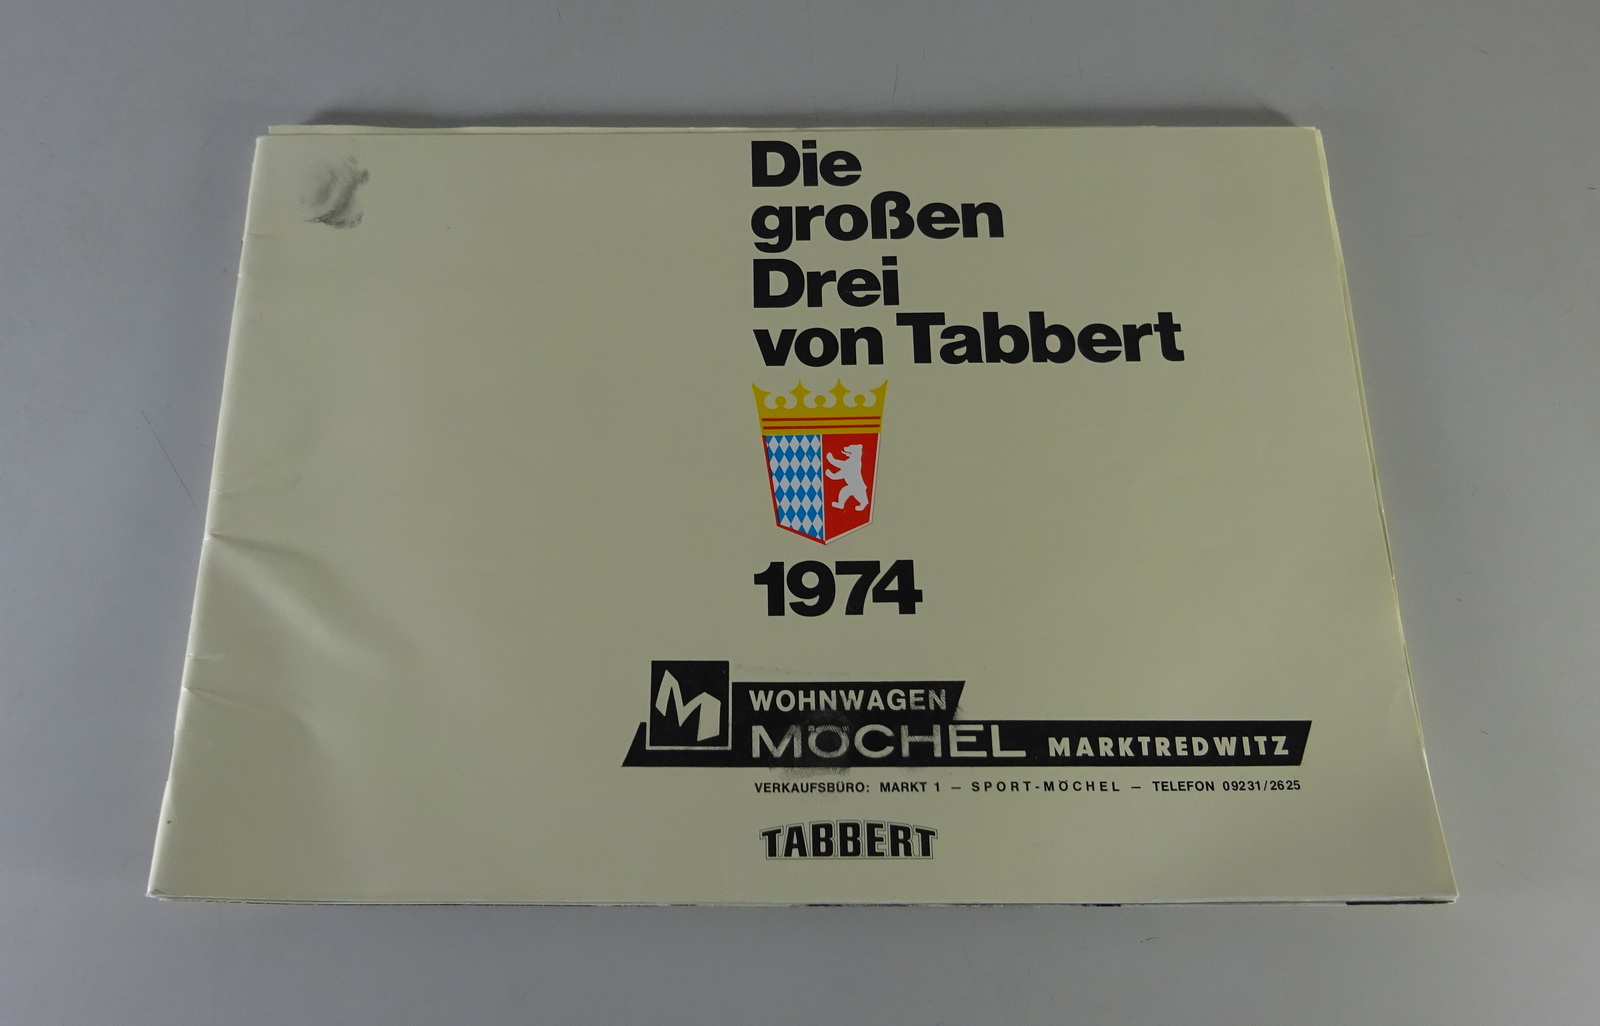 Die
großen
Drei
von Tabbert
1974
M
WOHNWAGEN
MÖCHEL MARKTREDWITZ
VERKAUFSBÜRO: MARKT 1 — SPORT-MÖCHEL — TELEFON 09231/2625
TABBERT